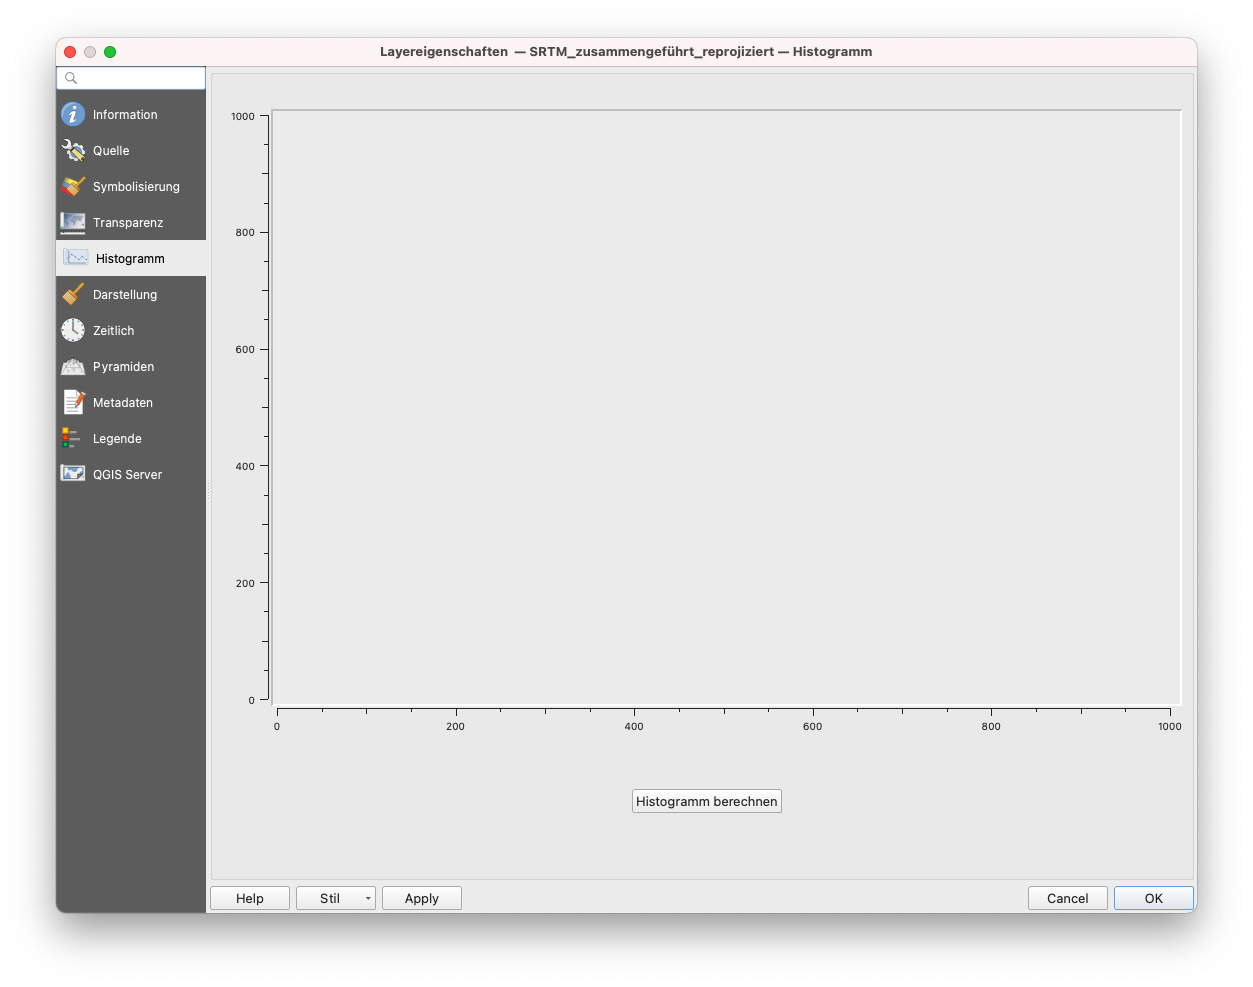 Layereigenschaften — SRTM_zusammengeführt_reprojiziert — Histogramm
Information
Quelle
Symbolisierung
Transparenz
Histogramm
Darstellung
Zeitlich
Pyramiden
Metadaten
Legende
QGIS Server
1000
800
600
400
200
0
0 200 400 600 800 1000
Histogramm berechnen
Help Stil Apply Cancel OK